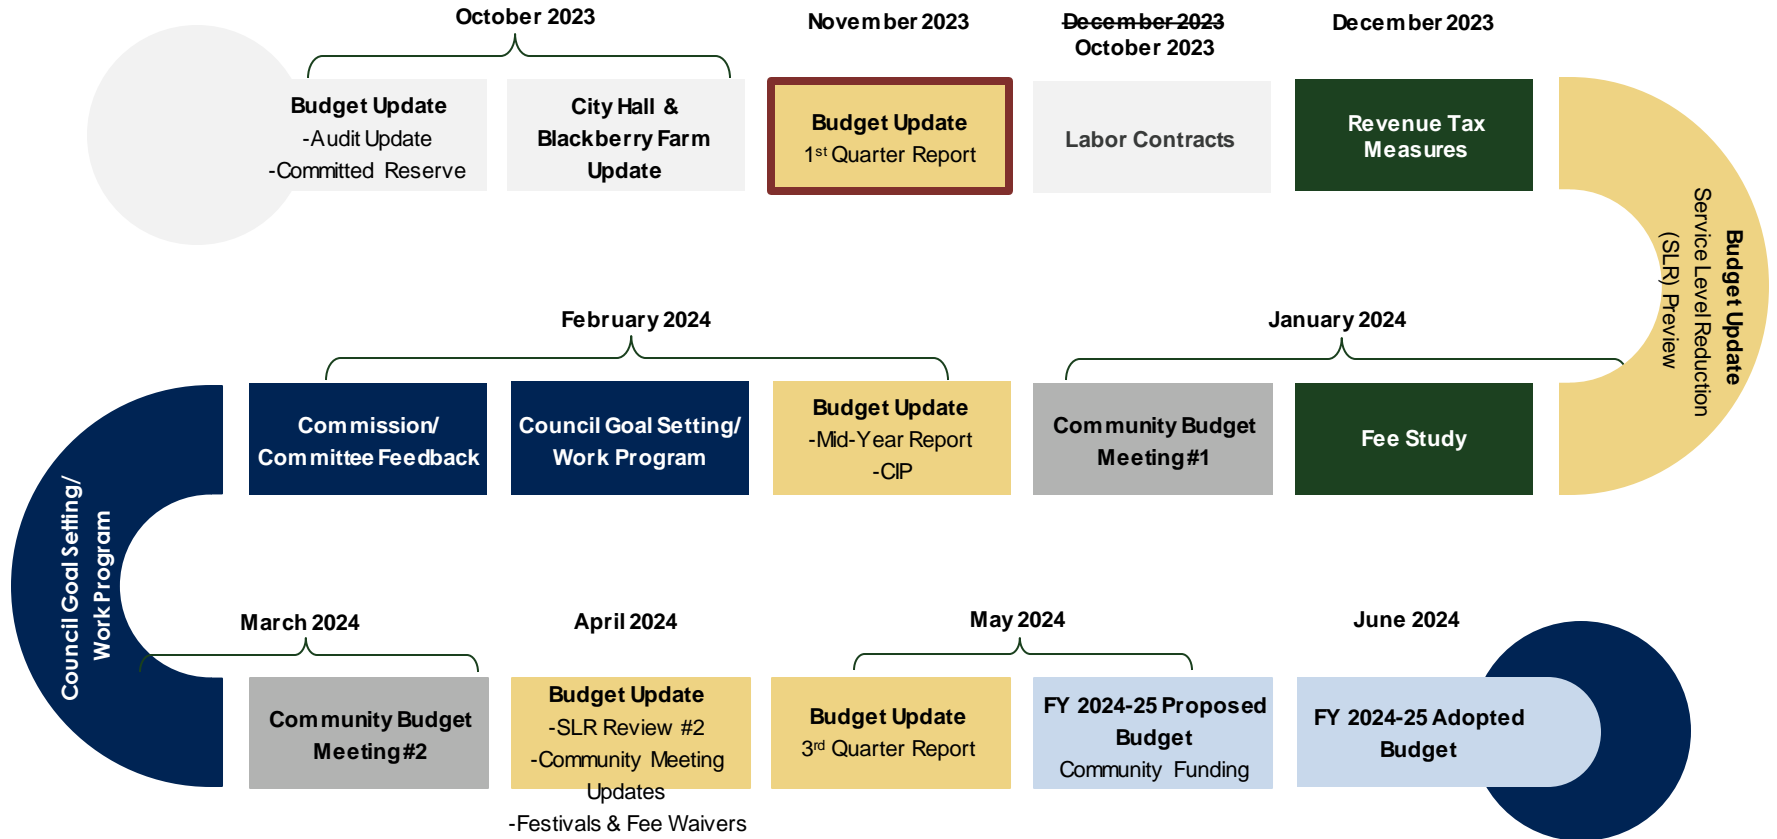 October 2023
November 2023
December 2023
October 2023
December 2023
Budget Update
-Audit Update
-Committed Reserve
City Hall &
Blackberry Farm
Update
Budget Update
1st Quarter Report
Labor Contracts
Revenue Tax
Measures
Budget Update
Service Level Reduction
(SLR) Preview
February 2024
January 2024
Commission/
Committee Feedback
Council Goal Setting/
Work Program
Budget Update
-Mid-Year Report
-CIP
Community Budget
Meeting #1
Fee Study
Council Goal Setting/
Work Program
March 2024
April 2024
May 2024
June 2024
Community Budget
Meeting #2
Budget Update
-SLR Review #2
-Community Meeting
Updates
-Festivals & Fee Waivers
Budget Update
3rd Quarter Report
FY 2024-25 Proposed
Budget
Community Funding
FY 2024-25 Adopted
Budget